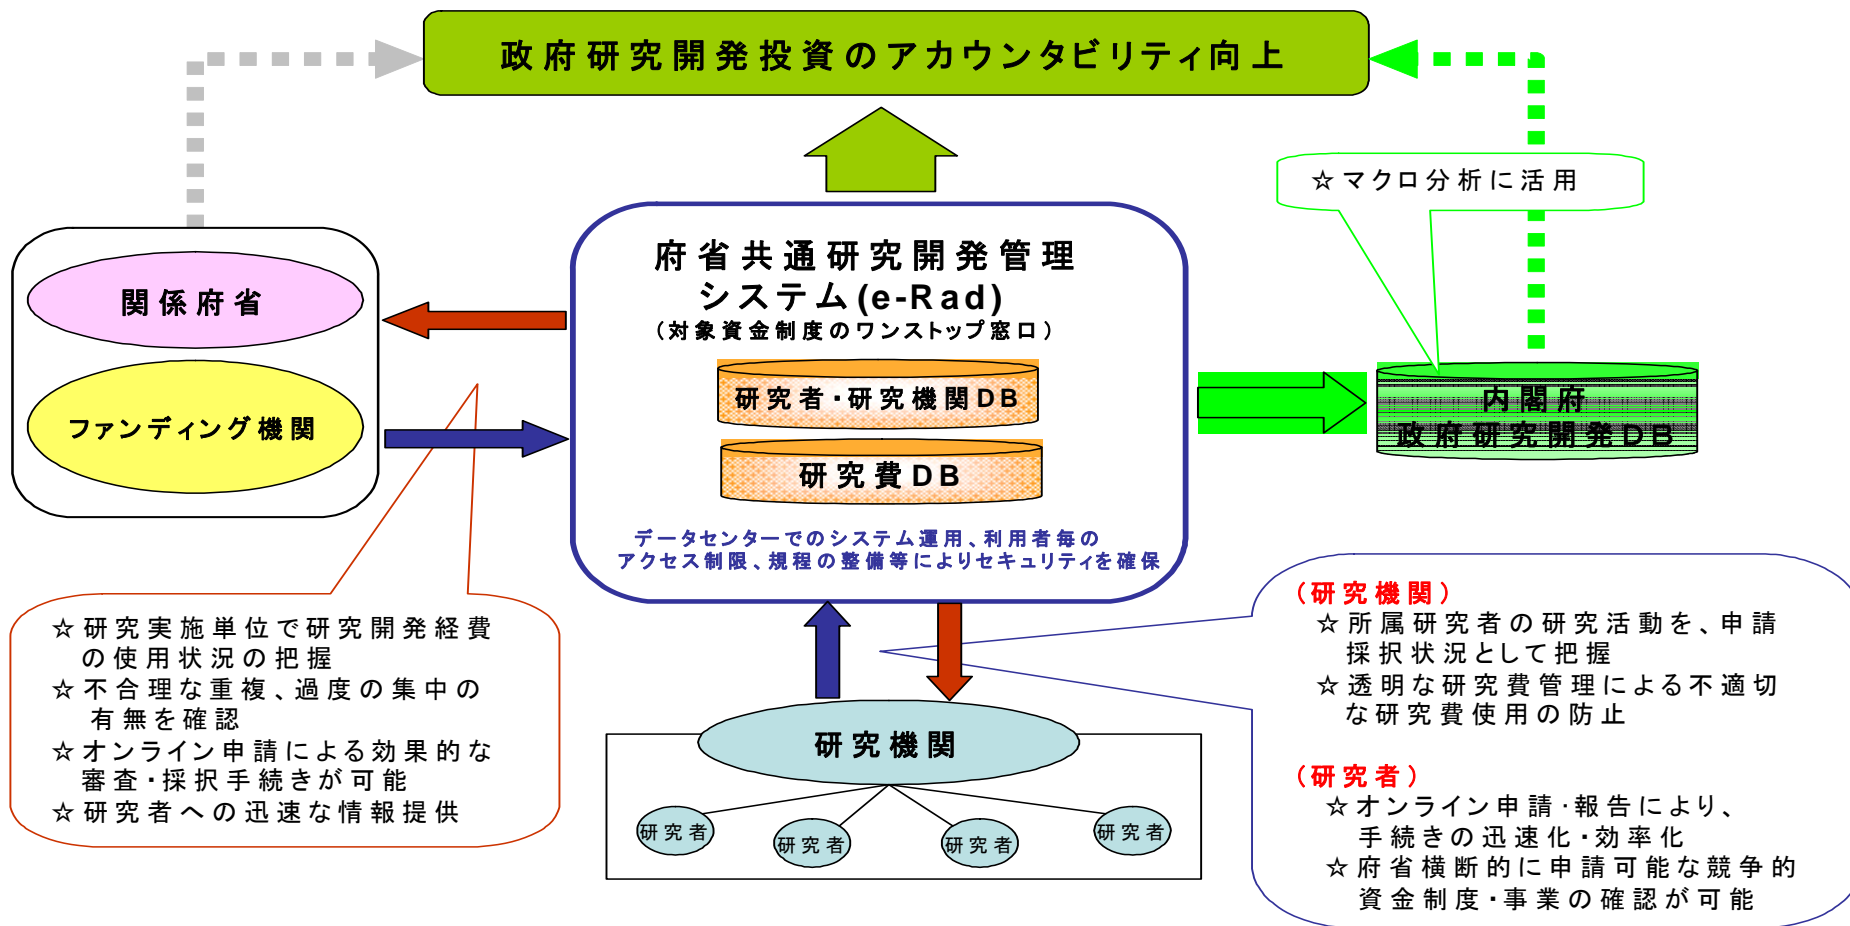 政府研究開発投資のアカウンタビリティ向上
☆マクロ分析に活用
関係府省
ファンディング機関
府省共通研究開発管理
システム(e-Rad)
（対象資金制度のワンストップ窓口）
研究者・研究機関DB
研究費DB
データセンターでのシステム運用、利用者毎の
アクセス制限、規程の整備等によりセキュリティを確保
内閣府
政府研究開発DB
☆研究実施単位で研究開発経費
の使用状況の把握
☆不合理な重複、過度の集中の
有無を確認
☆オンライン申請による効果的な
審査・採択手続きが可能
☆研究者への迅速な情報提供
研究機関
研究者
研究者
研究者
研究者
（研究機関）
☆所属研究者の研究活動を、申請
採択状況として把握
☆透明な研究費管理による不適切
な研究費使用の防止
（研究者）
☆オンライン申請・報告により、
手続きの迅速化・効率化
☆府省横断的に申請可能な競争的
資金制度・事業の確認が可能